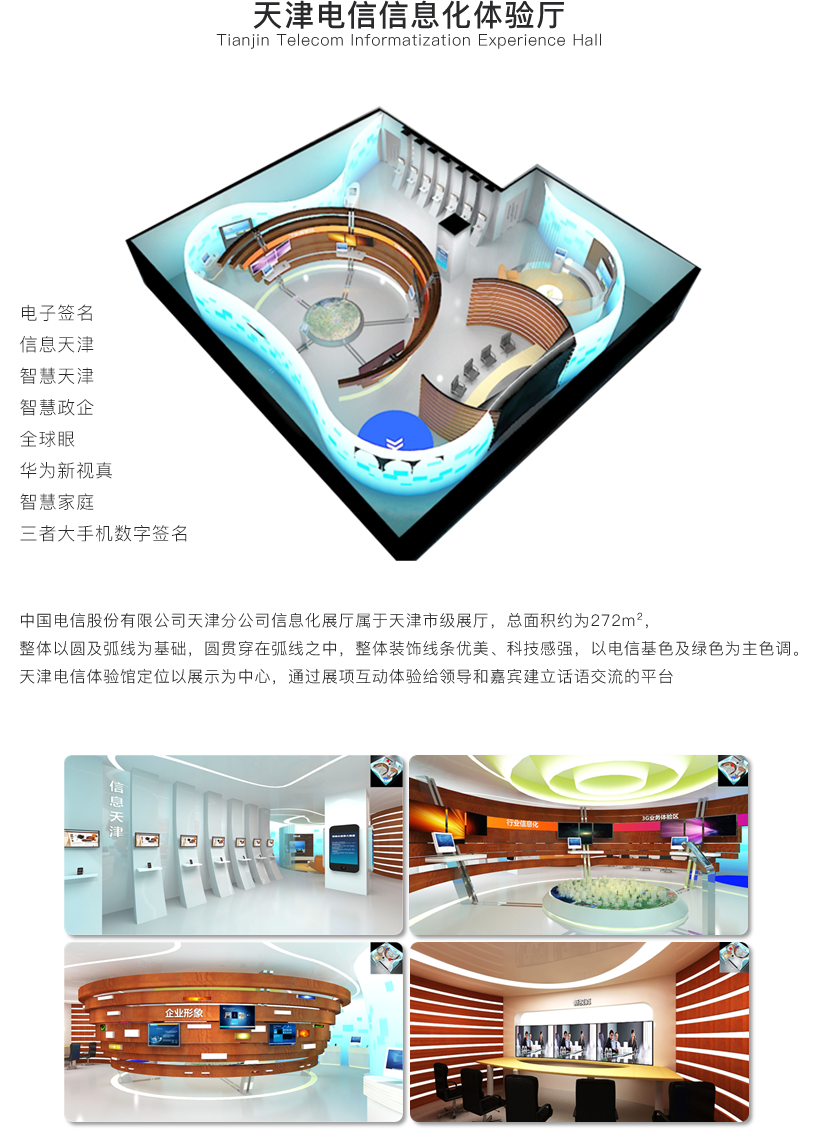 天津电信信息化体验厅
Tianjin Telecom Informatization Experience Hall
电子签名
信息天津
智慧天津
智慧政企
全球眼
华为新视真
智慧家庭
三者大手机数字签名
中国电信股份有限公司天津分公司信息化展厅属于天津市级展厅，总面积约为272m²，
整体以圆及弧线为基础，圆贯穿在弧线之中，整体装饰线条优美、科技感强，以电信基色及绿色为主色调。
天津电信体验馆定位以展示为中心，通过展项互动体验给领导和嘉宾建立话语交流的平台
信息天津
行业信息化
3G业务体验区
企业形象